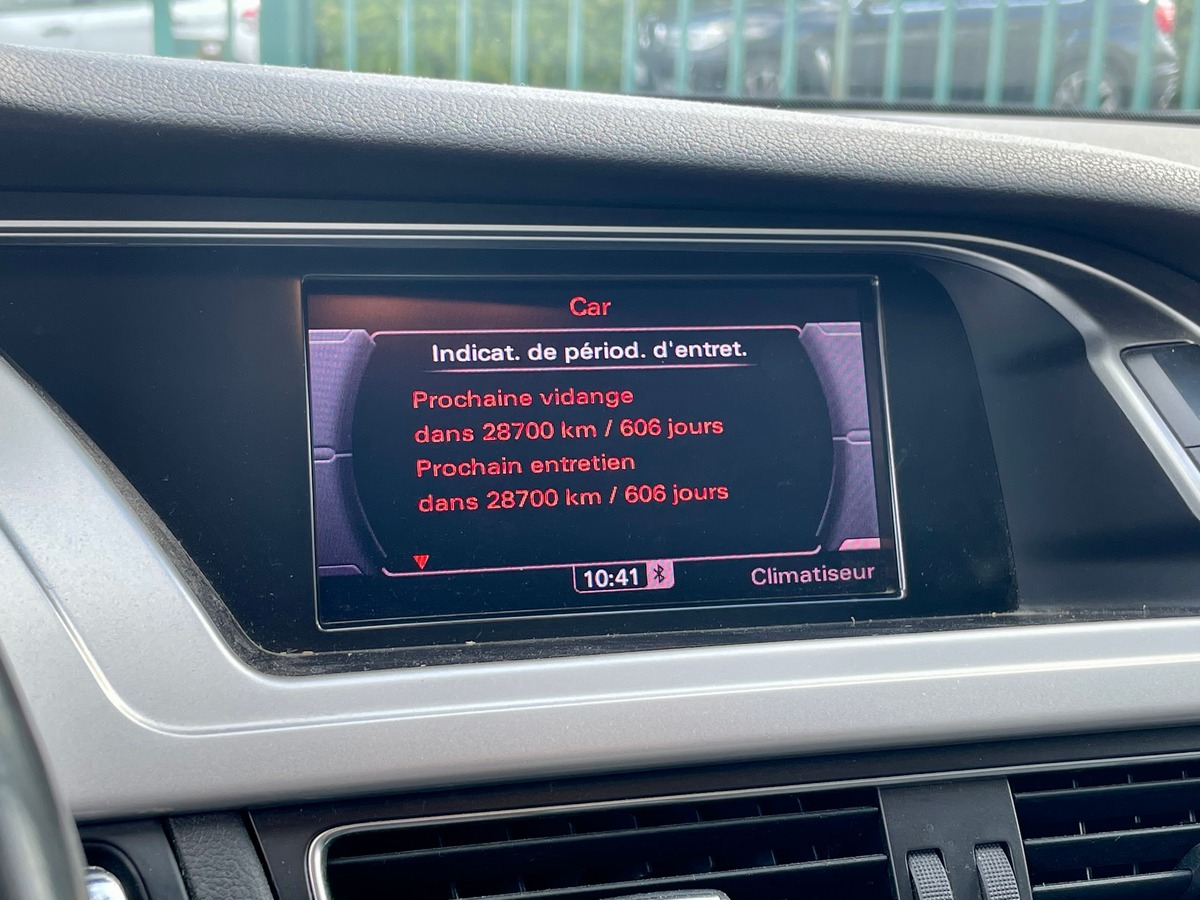 Car
Indicat. de périod. d'entret.
Prochaine vidange
dans 28700 km / 606 jours
Prochain entretien
dans 28700 km / 606 jours
10:41
Climatiseur